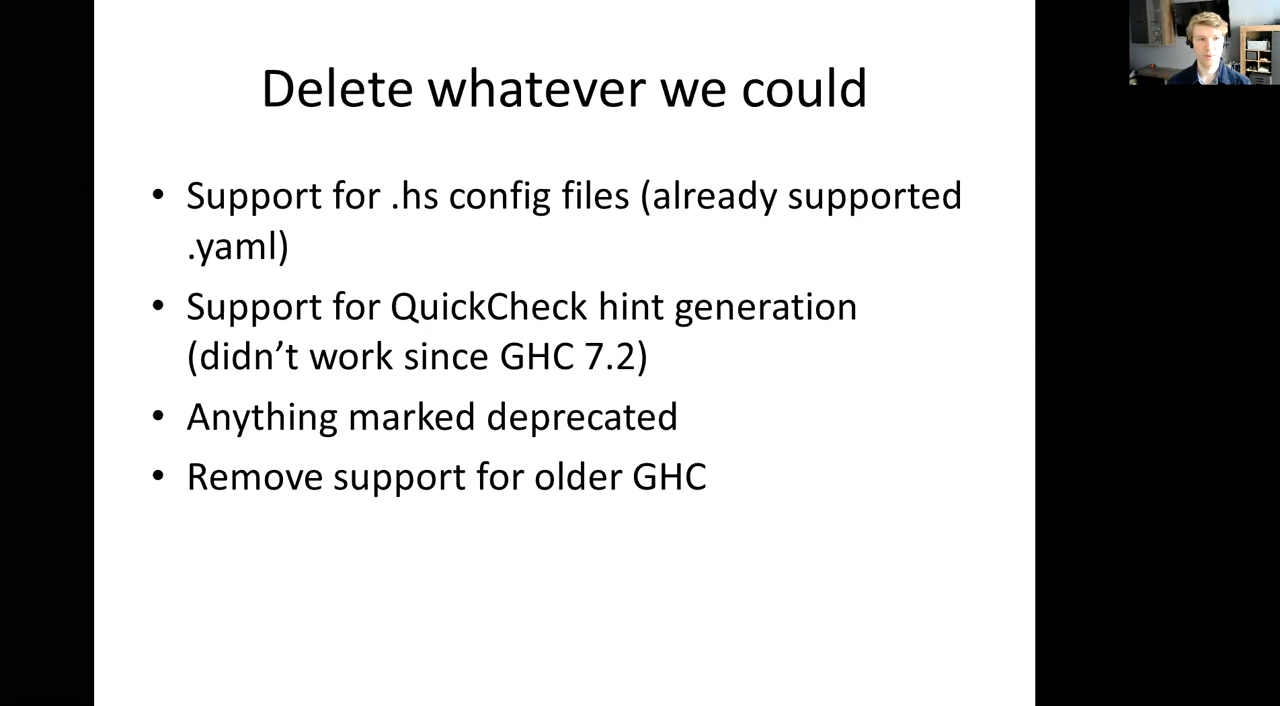 Delete whatever we could
• Support for .hs config files (already supported
.yaml)
• Support for QuickCheck hint generation
(didn’t work since GHC 7.2)
• Anything marked deprecated
• Remove support for older GHC